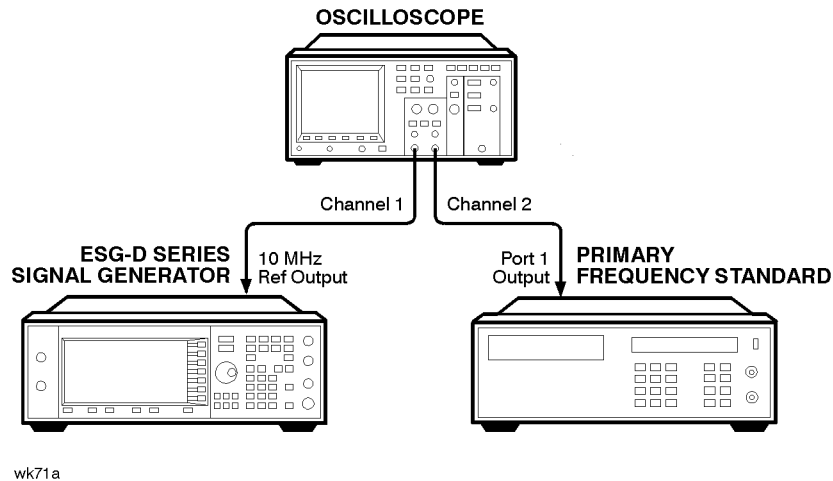 OSCILLOSCOPE
Channel 1
Channel 2
ESG-D SERIES
SIGNAL GENERATOR
10 MHz
Ref Output
Port 1
Output
PRIMARY
FREQUENCY STANDARD
wk71a